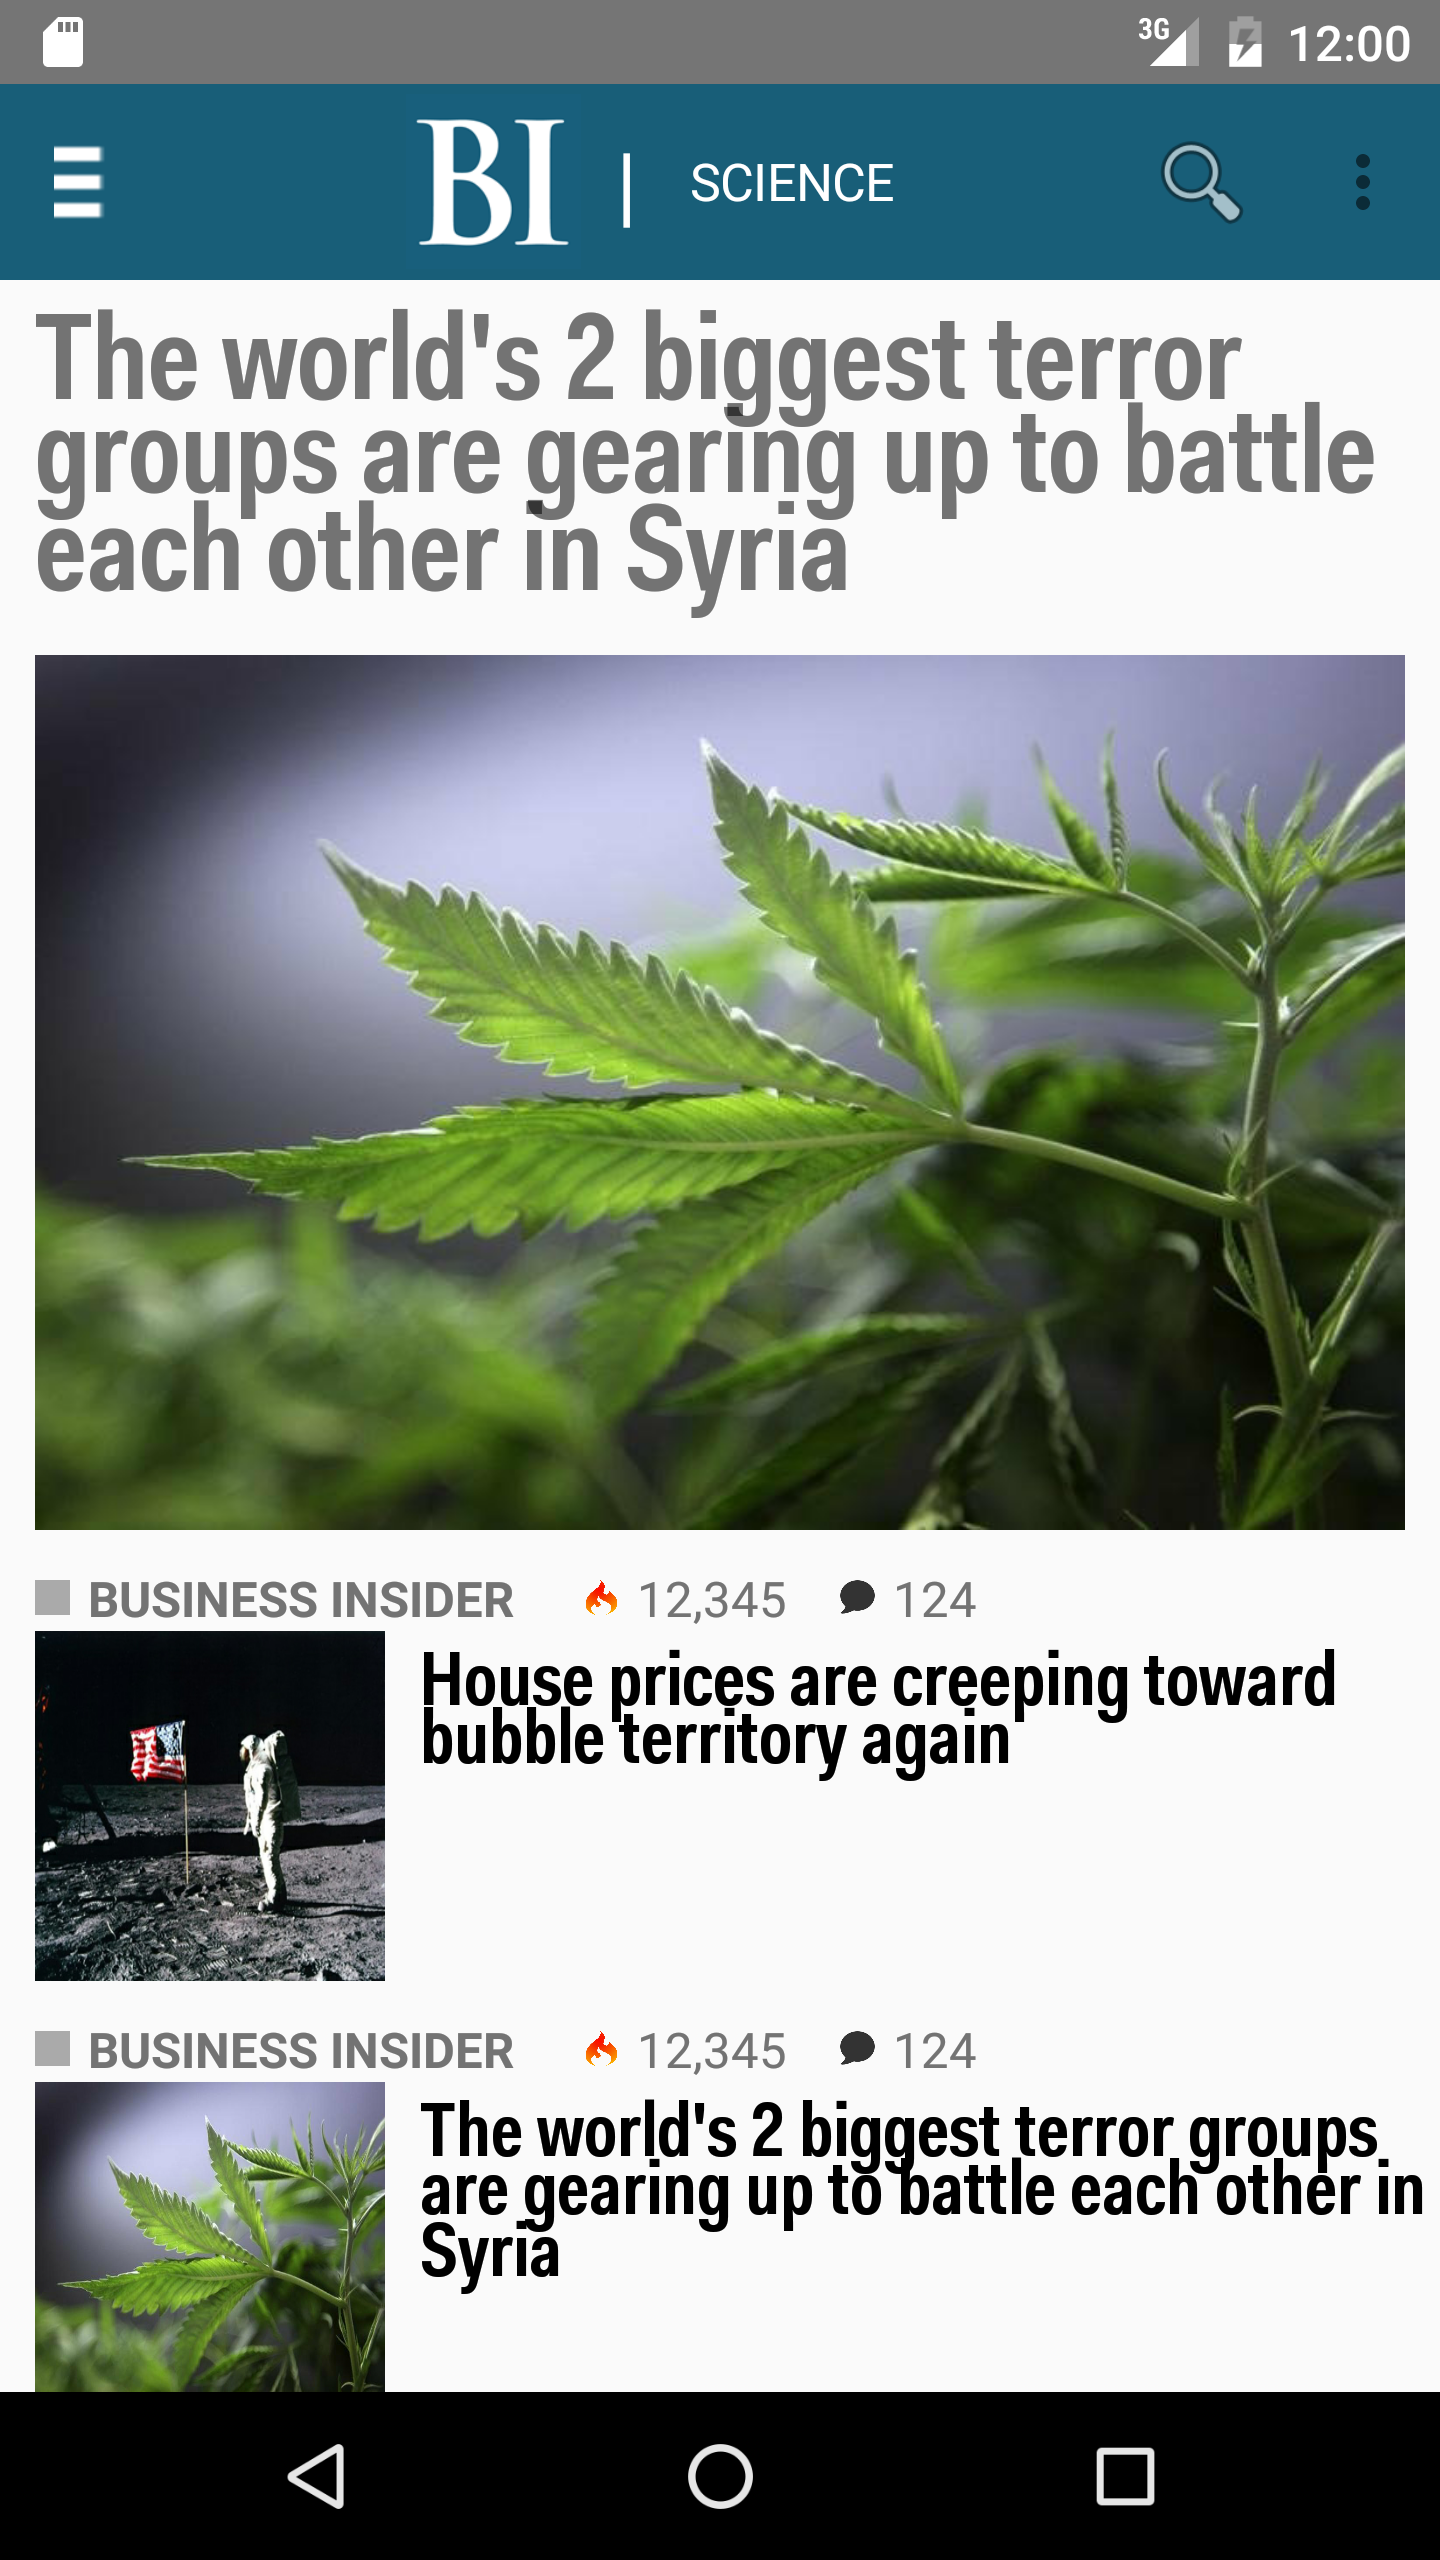 3G 12:00
BI | SCIENCE
The world's 2 biggest terror
groups are gearing up to battle
each other in Syria
BUSINESS INSIDER 12,345 124
House prices are creeping toward
bubble territory again
BUSINESS INSIDER 12,345 124
The world's 2 biggest terror groups
are gearing up to battle each other in
Syria